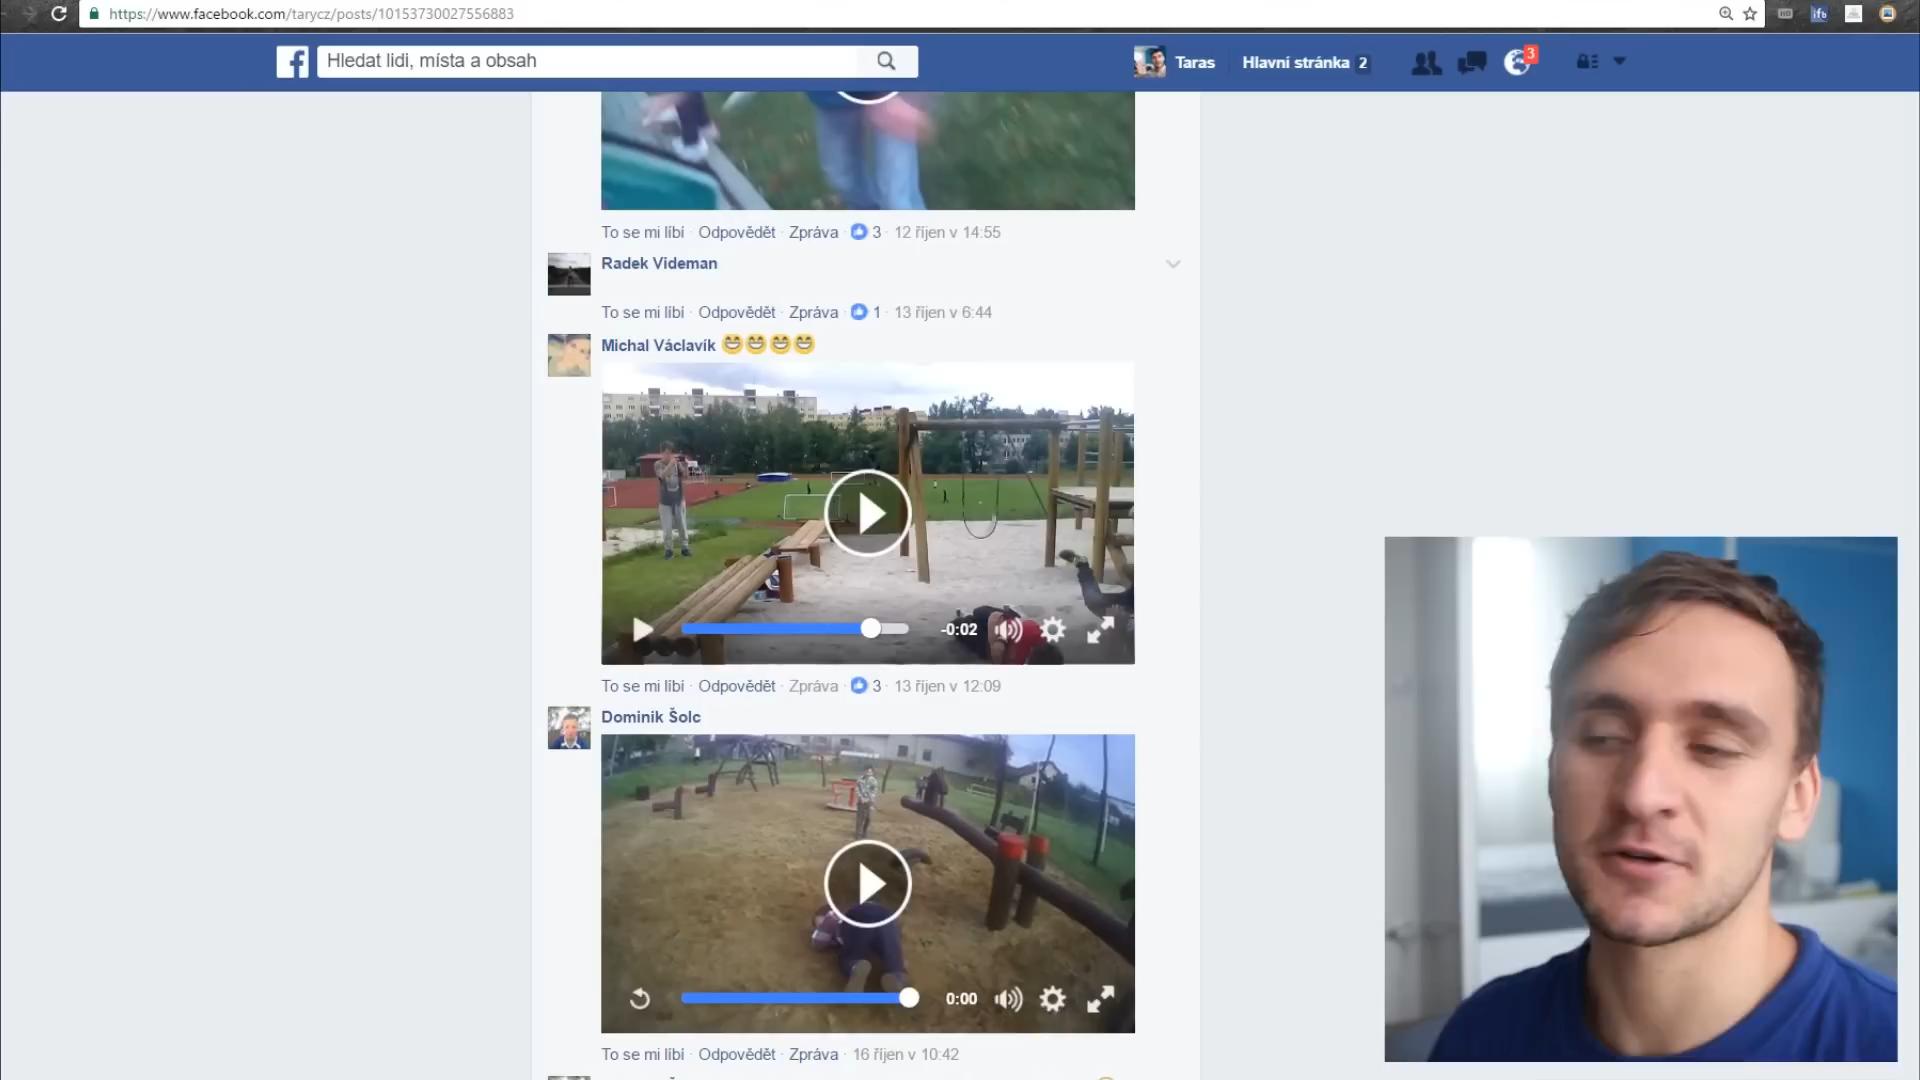 https://www.facebook.com/tarycz/posts/10153730027556883
Hledat lidi, místa a obsah
Taras
Hlavní stránka 2
3
To se mi líbí · Odpovědět · Zpráva · 3 · 12 říjen v 14:55
Radek Videman
To se mi líbí · Odpovědět · Zpráva · 1 · 13 říjen v 6:44
Michal Václavík
-0:02
To se mi líbí · Odpovědět · Zpráva · 3 · 13 říjen v 12:09
Dominik Šolc
0:00
To se mi líbí · Odpovědět · Zpráva · 16 říjen v 10:42